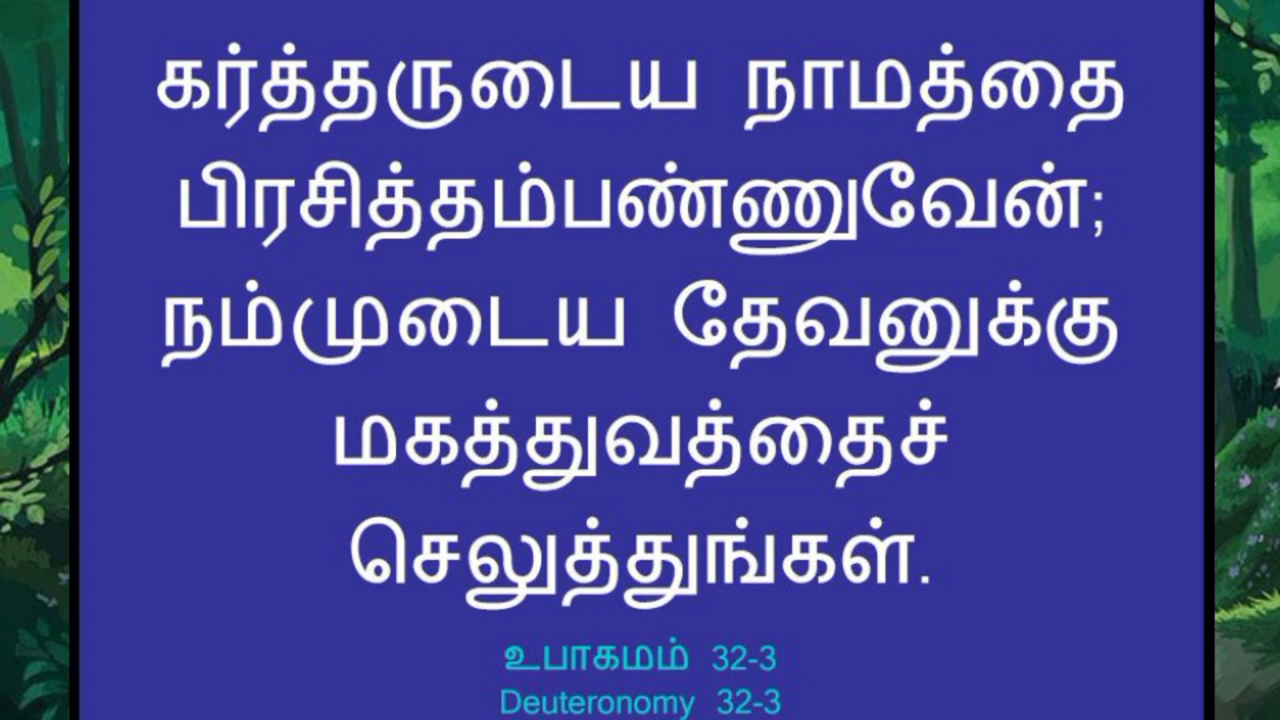 கர்த்தருடைய நாமத்தை
பிரசித்தம்பண்ணுவேன்;
நம்முடைய தேவனுக்கு
மகத்துவத்தைச்
செலுத்துங்கள்.
உபாகமம் 32-3
Deuteronomy 32-3